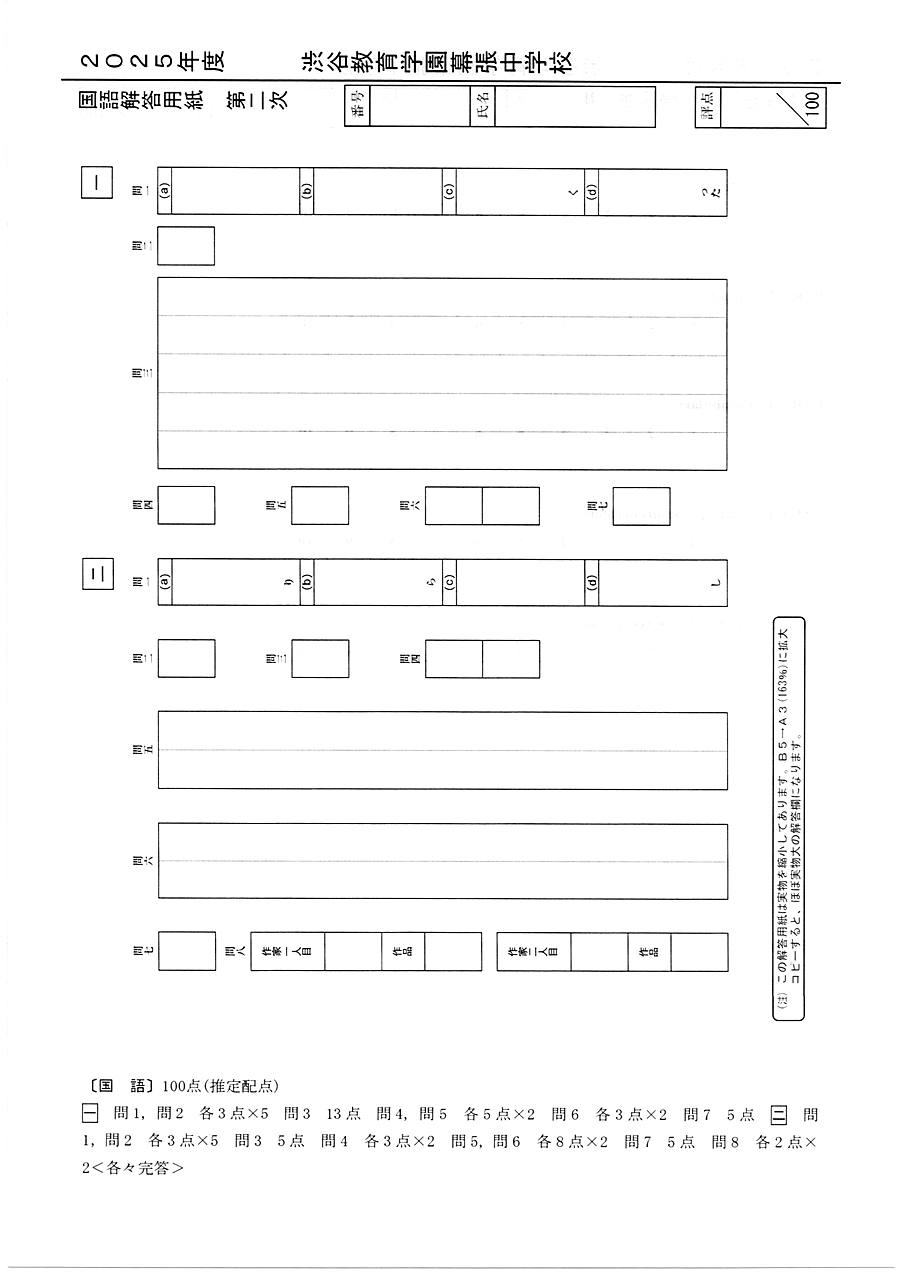 2025年度 渋谷教育学園幕張中学校
国語解答用紙 第二次
番号
氏名
評点
／100
一
問一 (a) (b) (c) く (d) った
問二
問三
問四 問五 問六 問七
二
問一 (a) り (b) ら (c) (d) し
問二 問三 問四
問五
問六
問七 問八 作家一人目 作品 作家二人目 作品
(注) この解答用紙は実物を縮小してあります。B5→A3(163%)に拡大
コピーすると、ほぼ実物大の解答欄になります。
〔国 語〕100点(推定配点)
一 問1, 問2 各3点×5 問3 13点 問4, 問5 各5点×2 問6 各3点×2 問7 5点 二 問
1, 問2 各3点×5 問3 5点 問4 各3点×2 問5, 問6 各8点×2 問7 5点 問8 各2点×
2＜各々完答＞